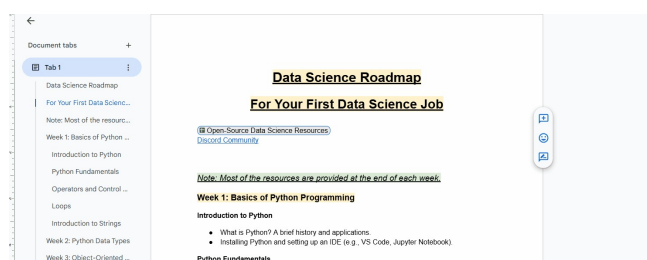 Document tabs
Tab 1
Data Science Roadmap
For Your First Data Scienc...
Note: Most of the resourc...
Week 1: Basics of Python ...
Introduction to Python
Python Fundamentals
Operators and Control ...
Loops
Introduction to Strings
Week 2: Python Data Types
Week 3: Object-Oriented ...
Data Science Roadmap
For Your First Data Science Job
Open-Source Data Science Resources
Discord Community
Note: Most of the resources are provided at the end of each week.
Week 1: Basics of Python Programming
Introduction to Python
What is Python? A brief history and applications.
Installing Python and setting up an IDE (e.g., VS Code, Jupyter Notebook).
Python Fundamentals